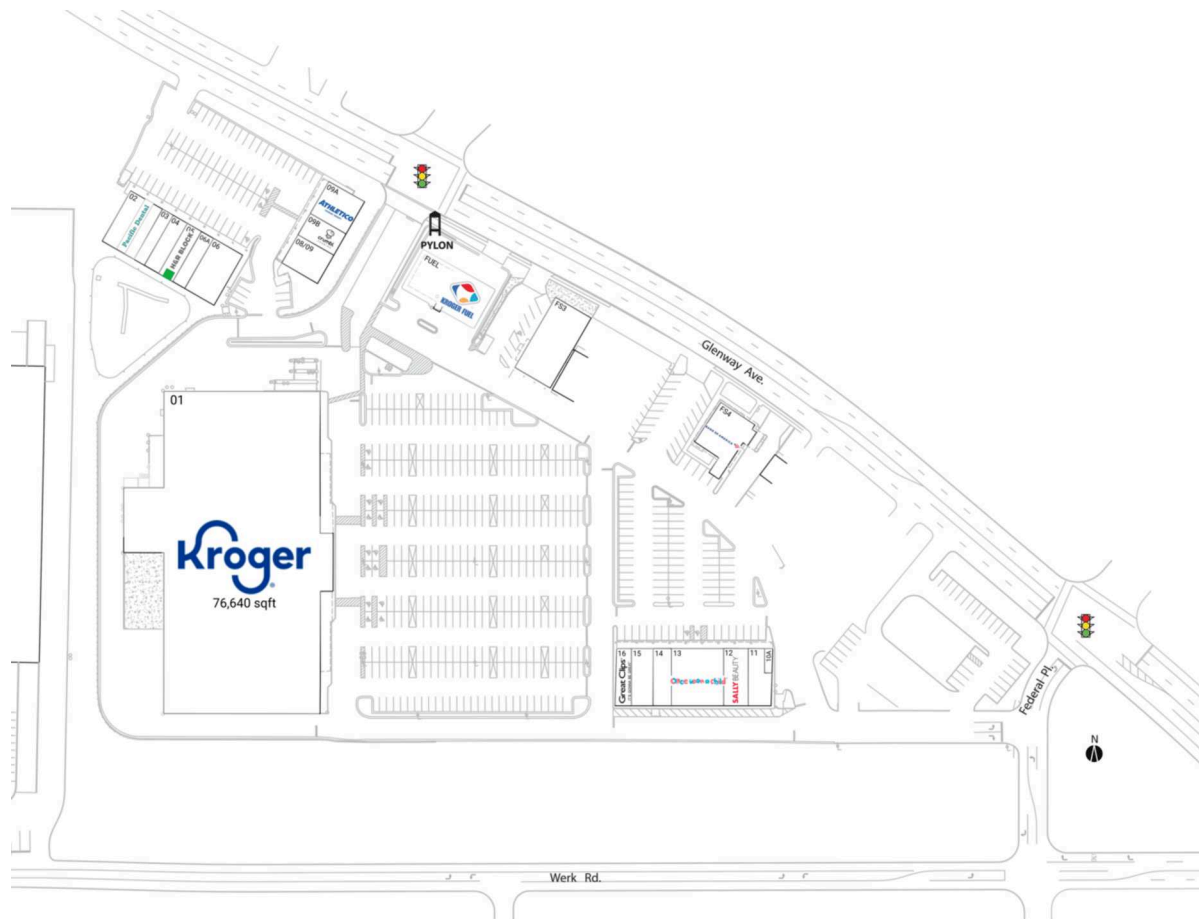 09A
ATHLETICO
09B
08/09
02
Pacific Dental
03
04
H&R BLOCK
06A
06
PYLON
FUEL
KROGER FUEL
FS3
Glenway Ave.
FS4
01
Kroger
76,640 sqft
16
15
14
13
12
11
10A
Great Clips
Once upon a child
SALLY BEAUTY
Federal Pl.
N
Werk Rd.